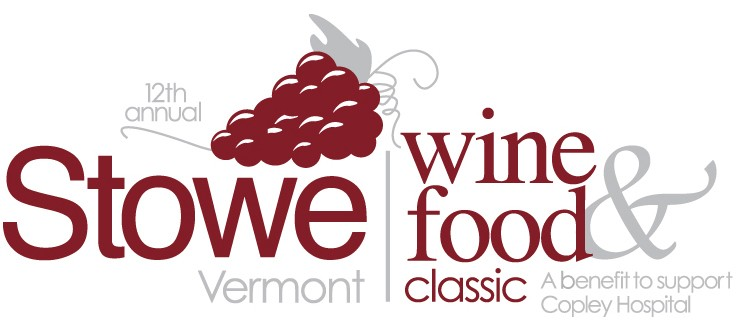 12th
annual
Stowe
Vermont
wine &
food
classic
A benefit to support
Copley Hospital